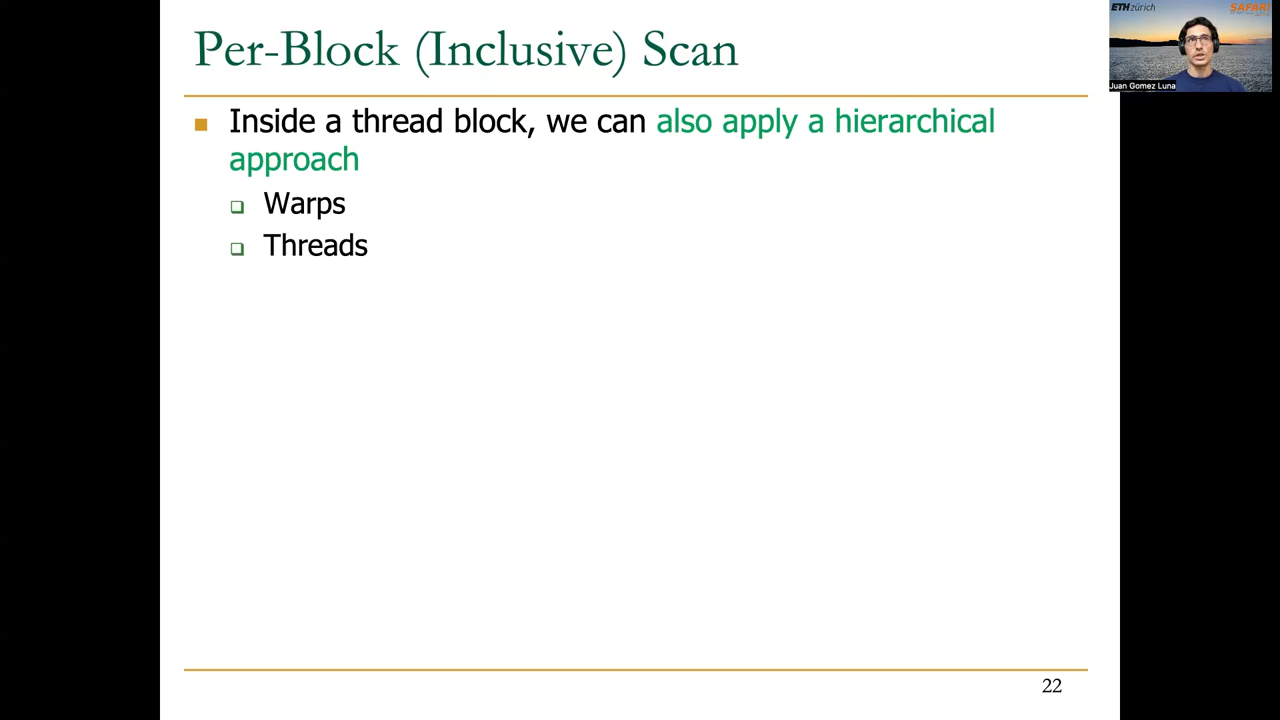 Per-Block (Inclusive) Scan
Inside a thread block, we can also apply a hierarchical
approach
Warps
Threads
22
ETH zürich
SAFARI
Juan Gomez Luna